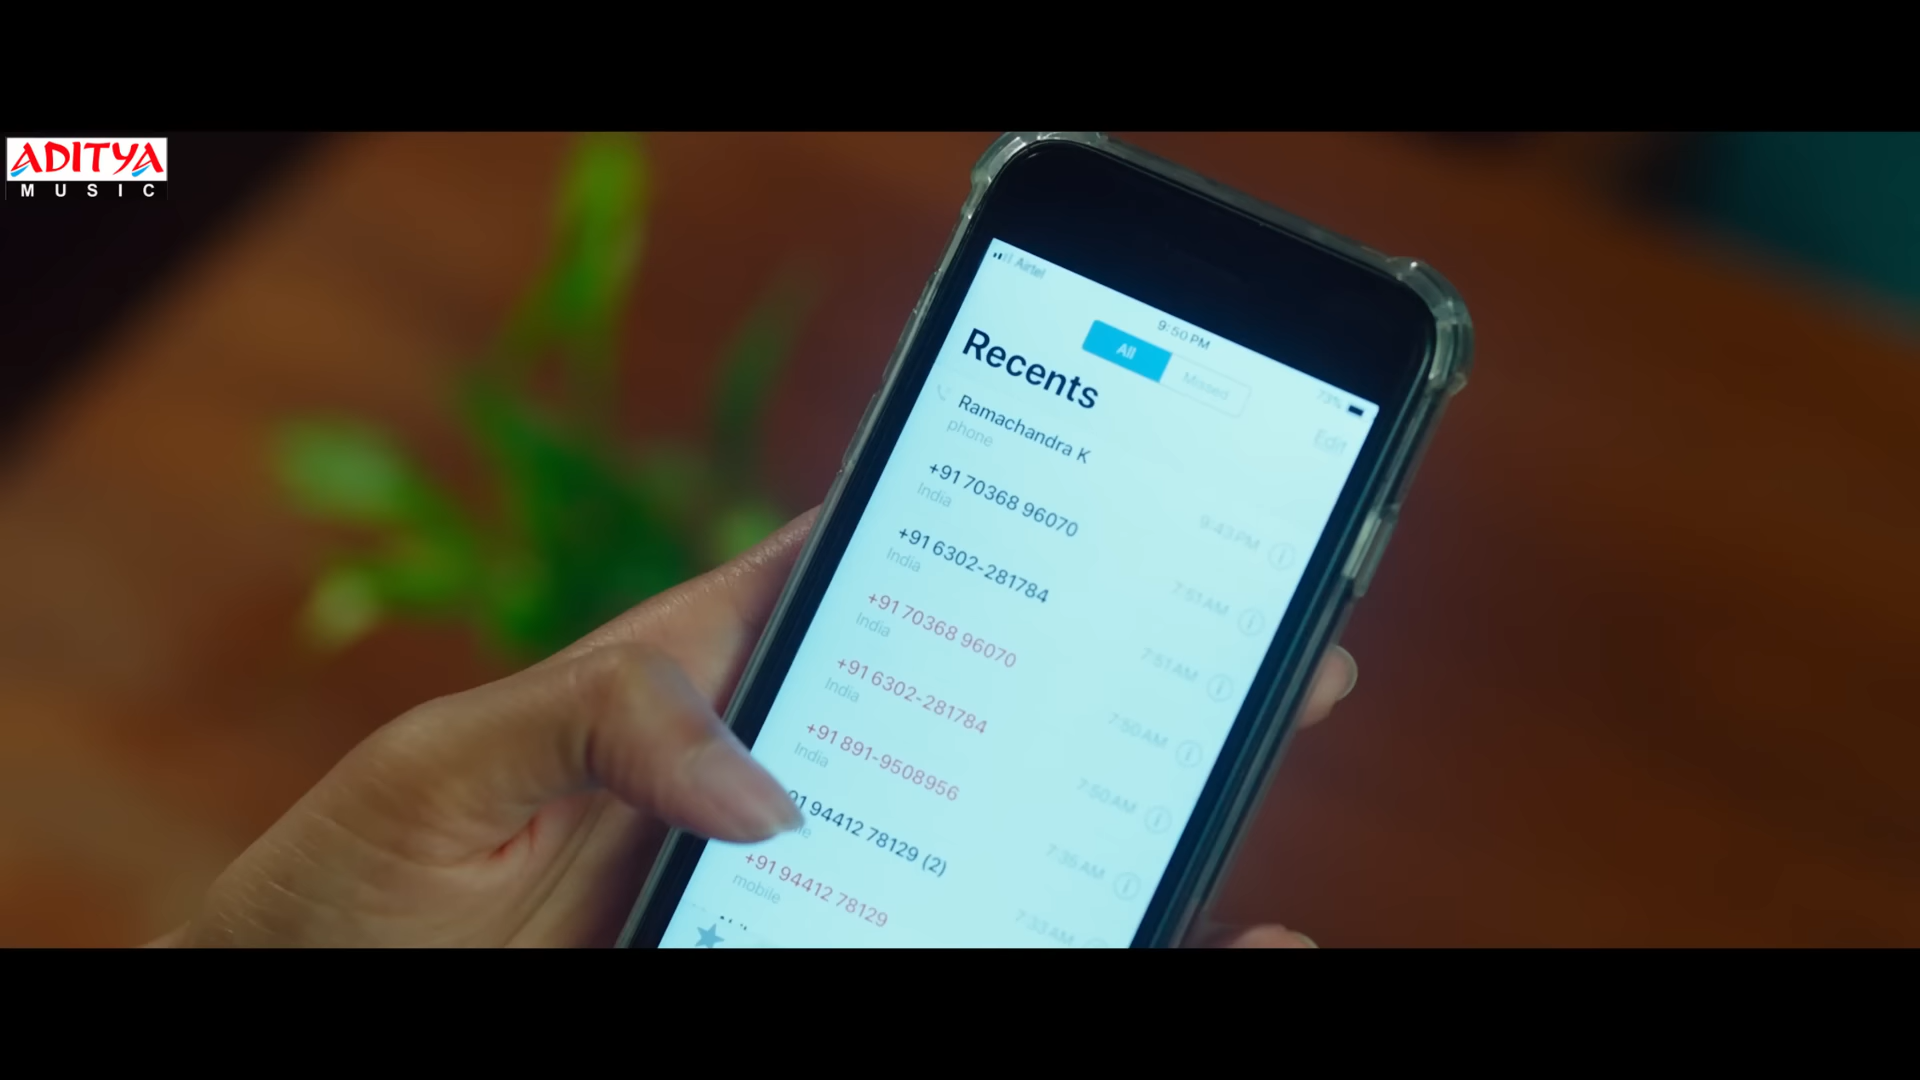 ADITYA
MUSIC
Airtel
9:50 PM
73%
All
Missed
Edit
Recents
Ramachandra K
phone
9:43 PM
+91 70368 96070
India
7:51 AM
+91 6302-281784
India
7:51 AM
+91 70368 96070
India
7:50 AM
+91 6302-281784
India
7:50 AM
+91 891-9508956
India
7:35 AM
91 94412 78129 (2)
7:33 AM
+91 94412 78129
mobile